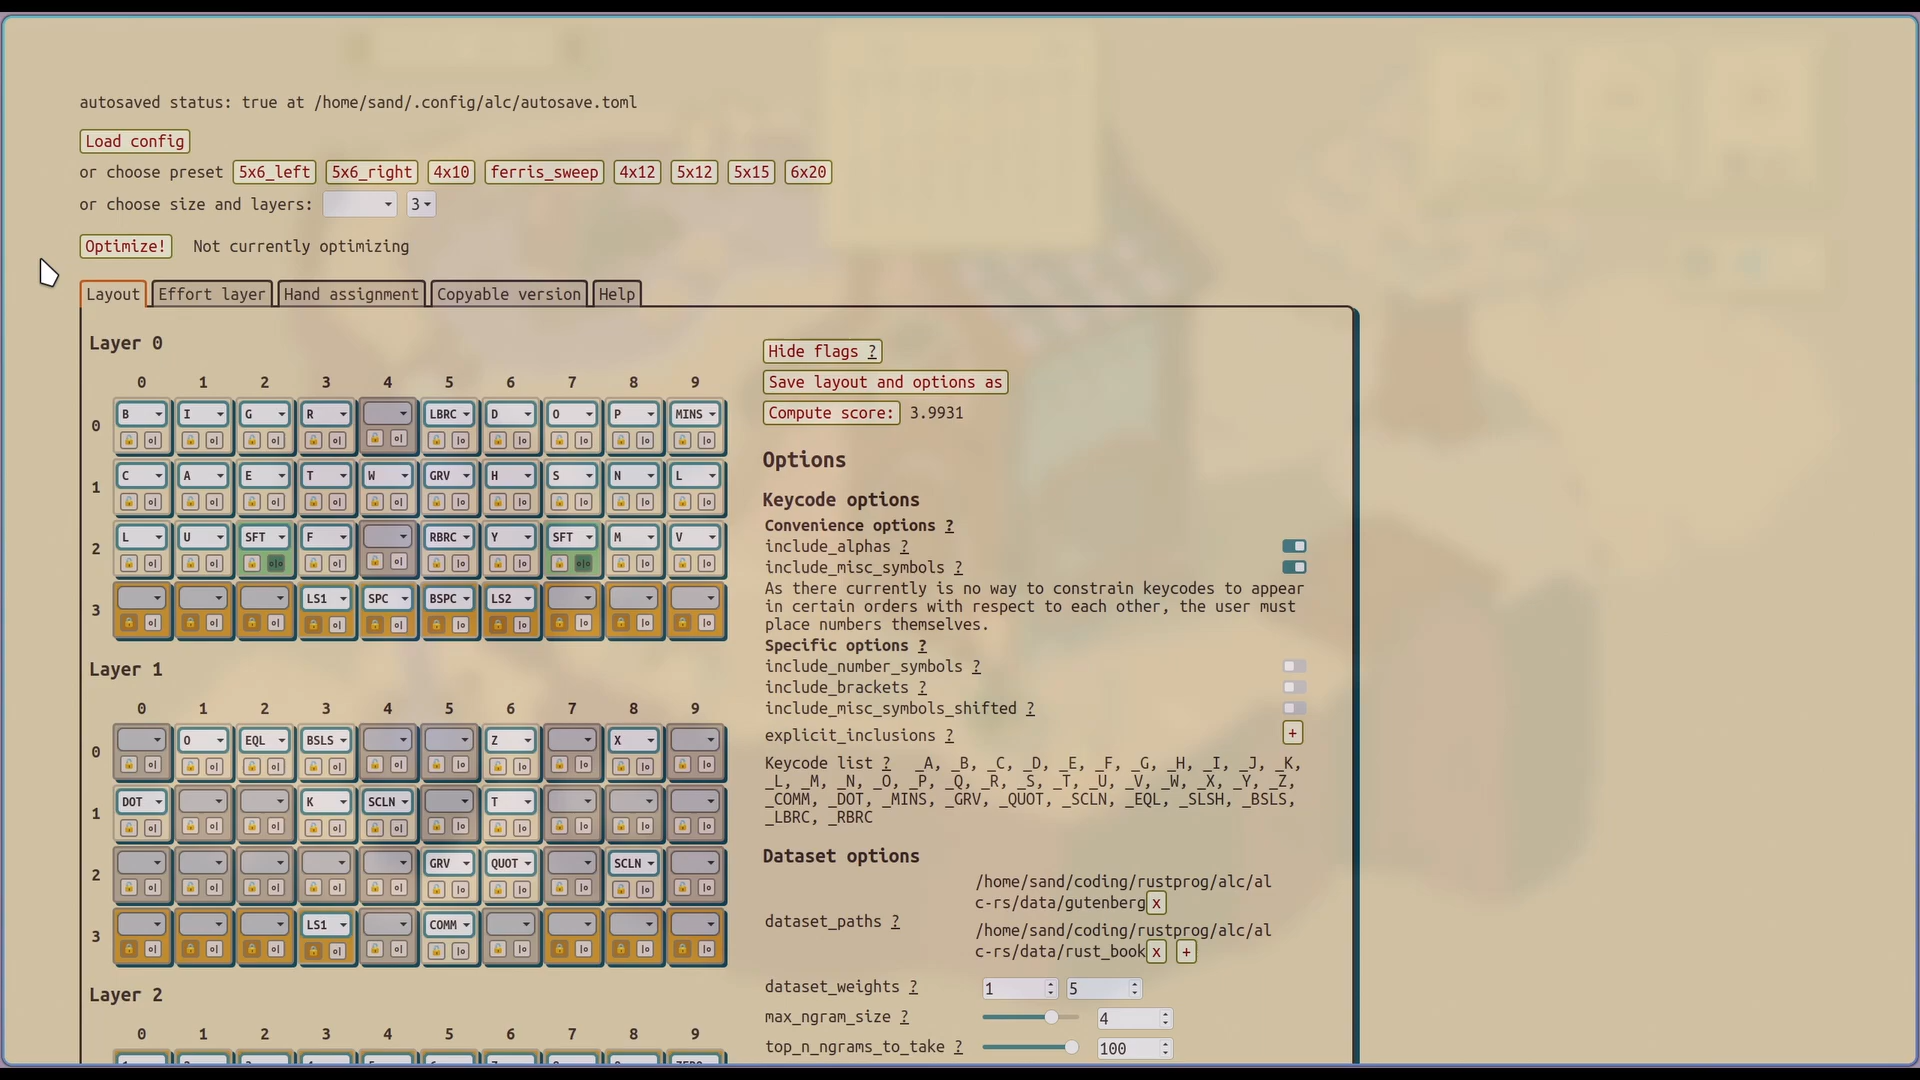 autosaved status: true at /home/sand/.config/alc/autosave.toml
Load config
or choose preset 5x6_left 5x6_right 4x10 ferris_sweep 4x12 5x12 5x15 6x20
or choose size and layers: 3
Optimize! Not currently optimizing
Layout Effort layer Hand assignment Copyable version Help
Layer 0
0 1 2 3 4 5 6 7 8 9
0 B I G R LBRC D O P MINS
1 C A E T W GRV H S N L
2 L U SFT F RBRC Y SFT M V
3 LS1 SPC BSPC LS2
Layer 1
0 1 2 3 4 5 6 7 8 9
0 O EQL BSLS Z X
1 DOT K SCLN T
2 GRV QUOT SCLN
3 LS1 COMM
Layer 2
0 1 2 3 4 5 6 7 8 9
Hide flags ?
Save layout and options as
Compute score: 3.9931
Options
Keycode options
Convenience options ?
include_alphas ?
include_misc_symbols ?
As there currently is no way to constrain keycodes to appear
in certain orders with respect to each other, the user must
place numbers themselves.
Specific options ?
include_number_symbols ?
include_brackets ?
include_misc_symbols_shifted ?
explicit_inclusions ? +
Keycode list ? _A, _B, _C, _D, _E, _F, _G, _H, _I, _J, _K,
_L, _M, _N, _O, _P, _Q, _R, _S, _T, _U, _V, _W, _X, _Y, _Z,
_COMM, _DOT, _MINS, _GRV, _QUOT, _SCLN, _EQL, _SLSH, _BSLS,
_LBRC, _RBRC
Dataset options
dataset_paths ?
/home/sand/coding/rustprog/alc/al
c-rs/data/gutenberg x
/home/sand/coding/rustprog/alc/al
c-rs/data/rust_book x +
dataset_weights ? 1 5
max_ngram_size ? 4
top_n_ngrams_to_take ? 100